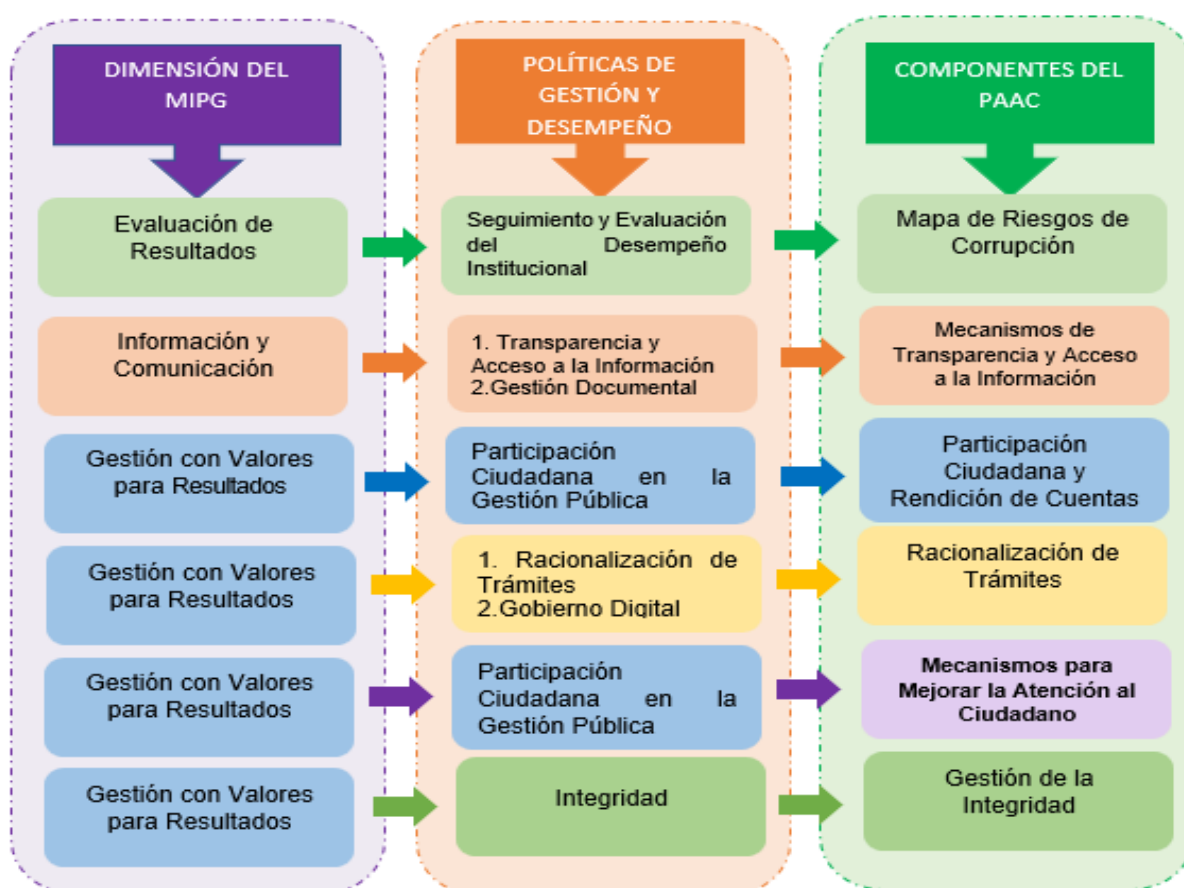 DIMENSIÓN DEL
MIPG
POLÍTICAS DE
GESTIÓN Y
DESEMPEÑO
COMPONENTES DEL
PAAC
Evaluación de
Resultados
Seguimiento y Evaluación
del Desempeño
Institucional
Mapa de Riesgos de
Corrupción
Información y
Comunicación
1. Transparencia y
Acceso a la Información
2.Gestión Documental
Mecanismos de
Transparencia y Acceso
a la Información
Gestión con Valores
para Resultados
Participación
Ciudadana en la
Gestión Pública
Participación
Ciudadana y
Rendición de Cuentas
Gestión con Valores
para Resultados
1. Racionalización de
Trámites
2.Gobierno Digital
Racionalización de
Trámites
Gestión con Valores
para Resultados
Participación
Ciudadana en la
Gestión Pública
Mecanismos para
Mejorar la Atención al
Ciudadano
Gestión con Valores
para Resultados
Integridad
Gestión de la
Integridad